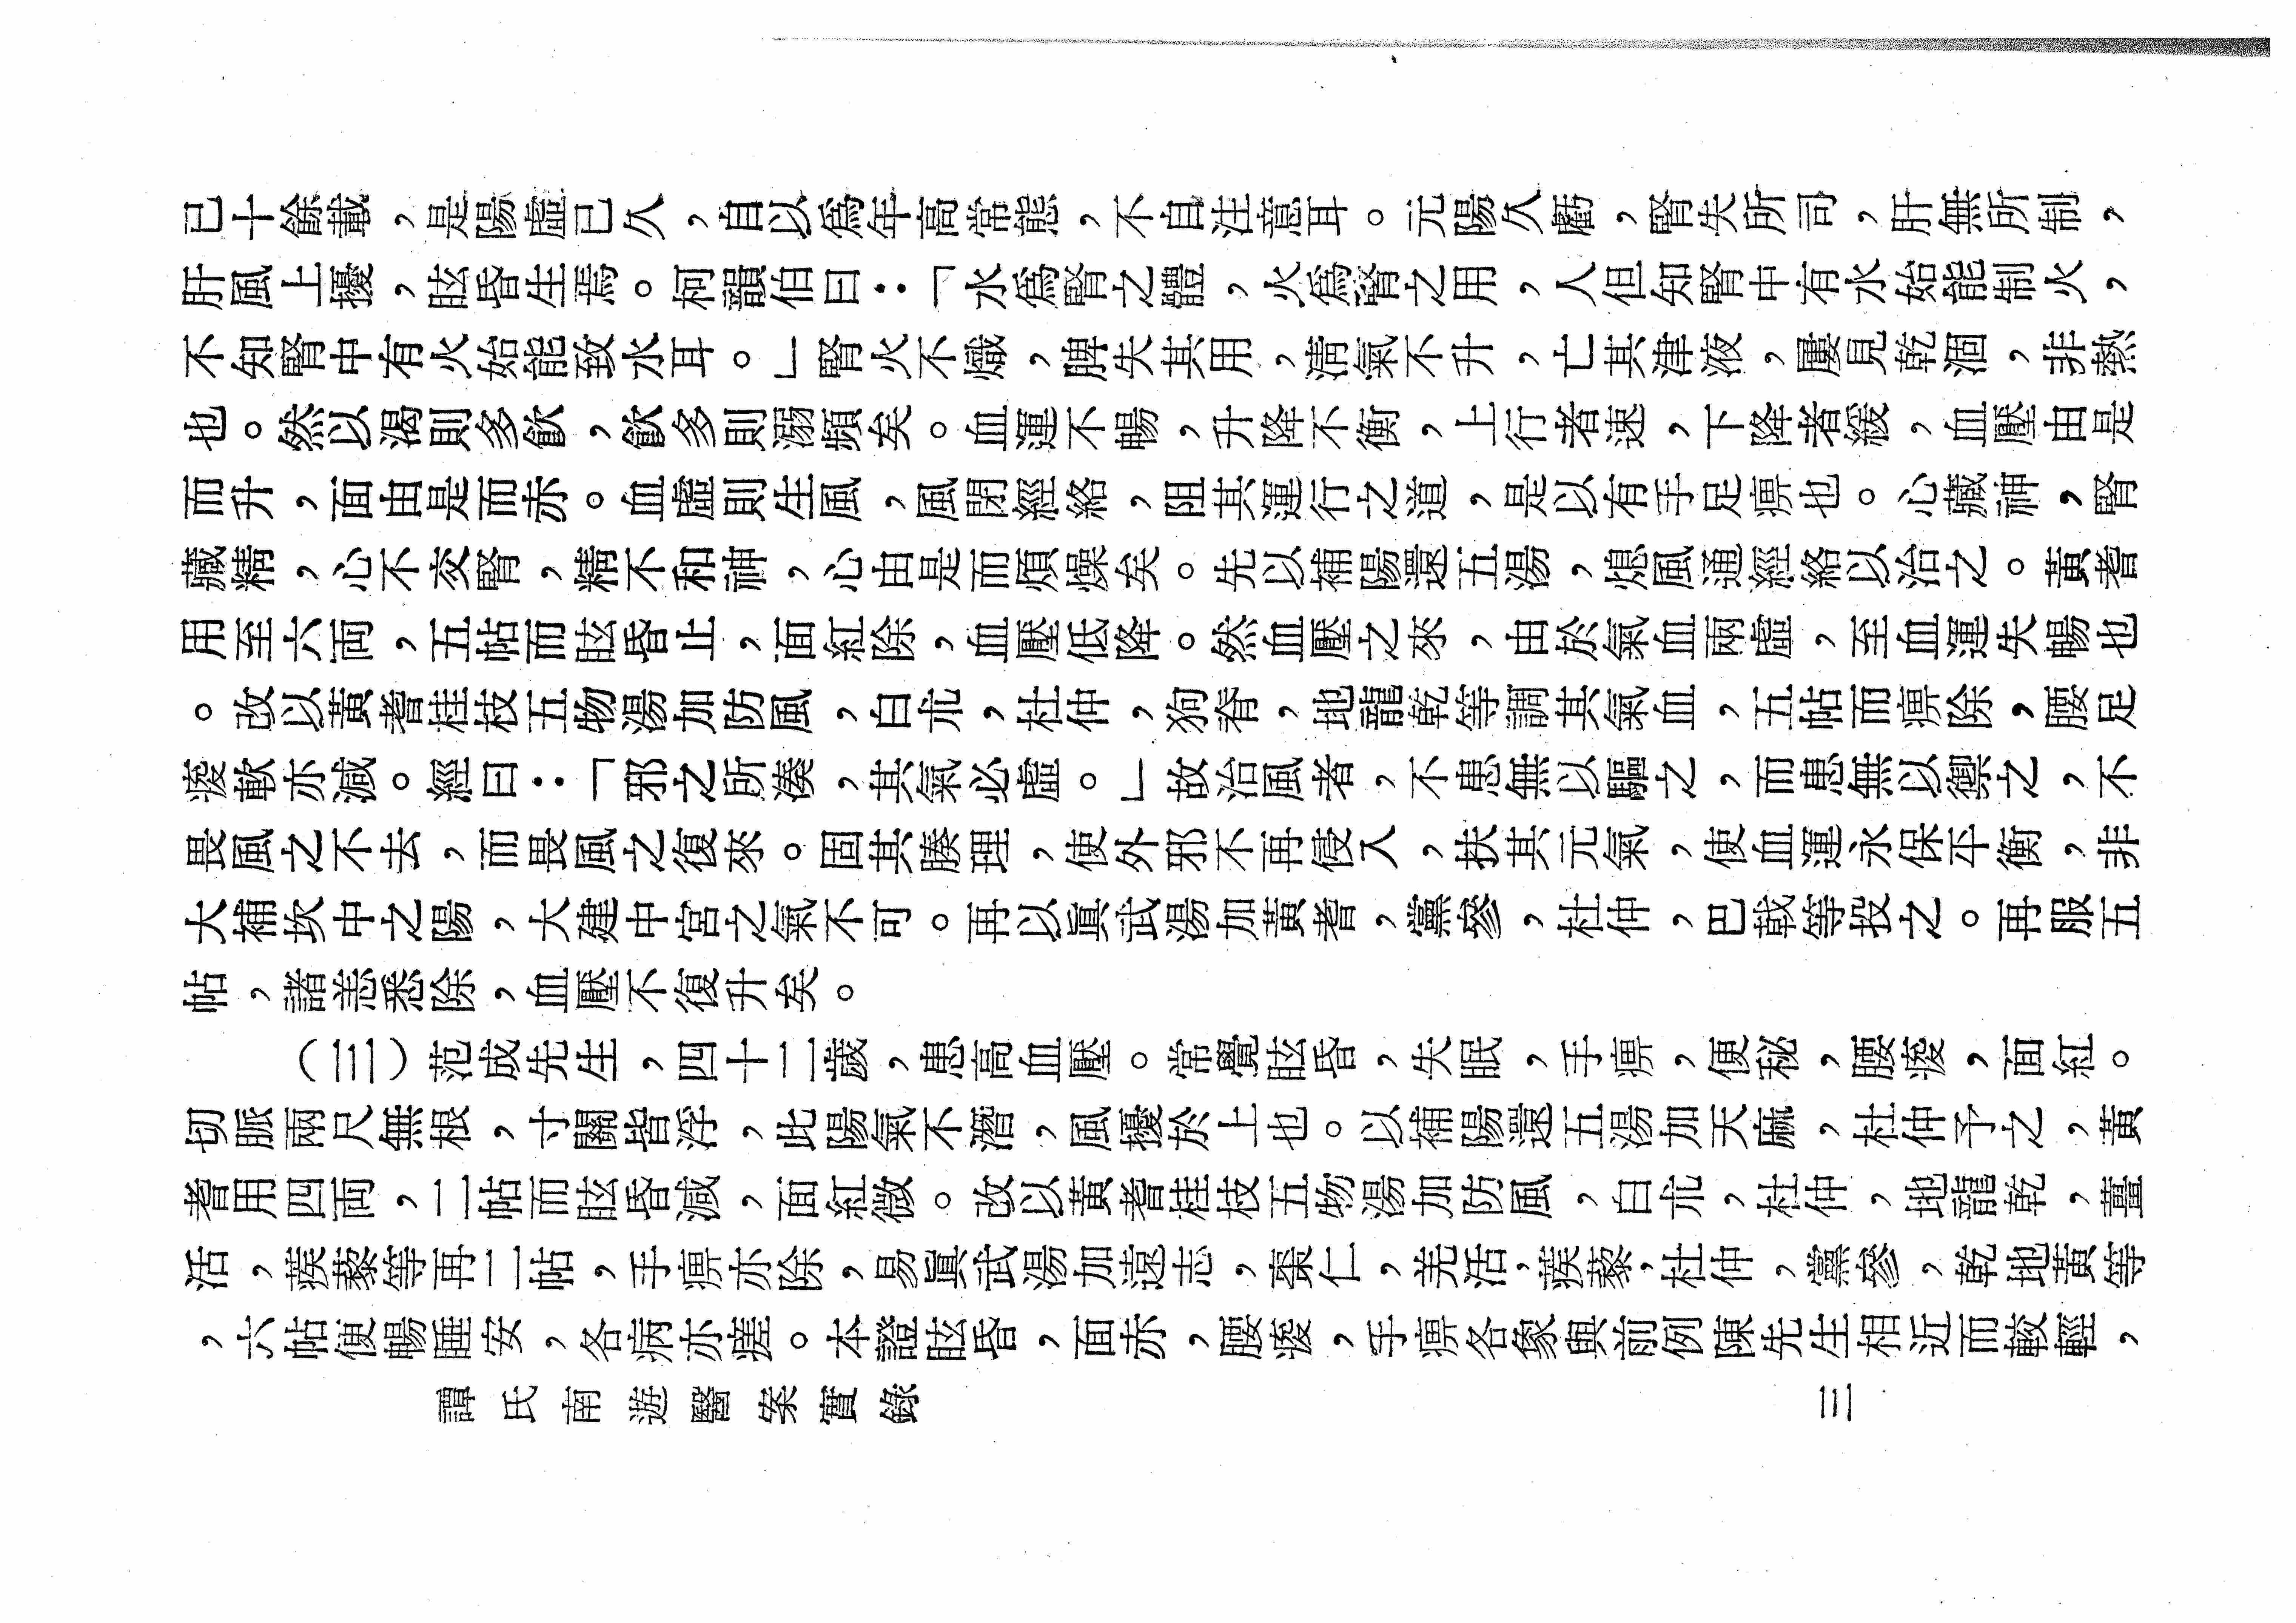 已十餘載，是陽虛已久，自以爲年高常態，不自注意耳。元陽久虧，腎失所司，肝無所制，
肝風上擾，眩昏生焉。柯韻伯曰：「水爲腎之體，火爲腎之用，人但知腎中有水始能制火，
不知腎中有火始能致水耳。」腎火不熾，脾失其用，清氣不升，亡其津液，屢見乾涸，非熱
也。然以渴則多飮，飮多則溺頻矣。血運不暢，升降不衡，上行者速，下降者緩，血壓由是
而升，面由是而赤。血虛則生風，風閉經絡，阻其運行之道，是以有手足痹也。心藏神，腎
藏精，心不交腎，精不和神，心由是而煩燥矣。先以補陽還五湯，熄風通經絡以治之。黃耆
用至六両，五帖而眩昏止，面紅除，血壓低降。然血壓之來，由於氣血兩虛，至血運失暢也
。改以黃耆桂枝五物湯加防風，白朮，杜仲，狗脊，地龍乾等調其氣血，五帖而痹除，腰足
痠軟亦減。經曰：「邪之所湊，其氣必虛。」故治風者，不患無以驅之，而患無以禦之，不
畏風之不去，而畏風之復來。固其腠理，使外邪不再侵入，扶其元氣，使血運永保平衡，非
大補坎中之陽，大建中宮之氣不可。再以眞武湯加黃耆，黨參，杜仲，巴戟等投之。再服五
帖，諸恙悉除，血壓不復升矣。
（三）范成先生，四十二歲，患高血壓。常覺眩昏，失眠，手痹，便秘，腰痠，面紅。
切脈兩尺無根，寸關皆浮，此陽氣不潛，風擾於上也。以補陽還五湯加天麻，杜仲予之，黃
耆用四両，二帖而眩昏減，面紅微。改以黃耆桂枝五物湯加防風，白朮，杜仲，地龍乾，薑
活，蒺藜等再二帖，手痹亦除，易眞武湯加遠志，棗仁，羌活，蒺藜，杜仲，黨參，乾地黃等
，六帖便暢睡安，各病亦瘥。本證眩昏，面赤，腰痠，手痹各象與前例陳先生相近而較輕，
譚氏南遊醫案實錄
三